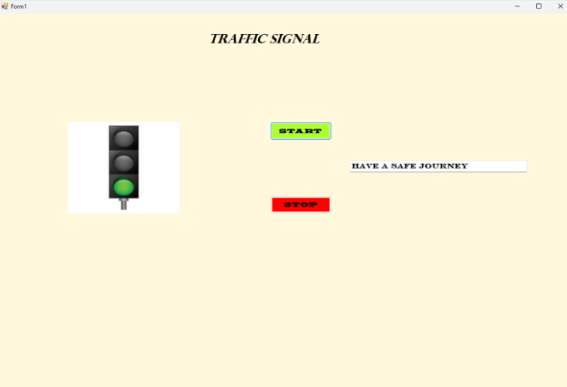 Form1
TRAFFIC SIGNAL
START
HAVE A SAFE JOURNEY
STOP